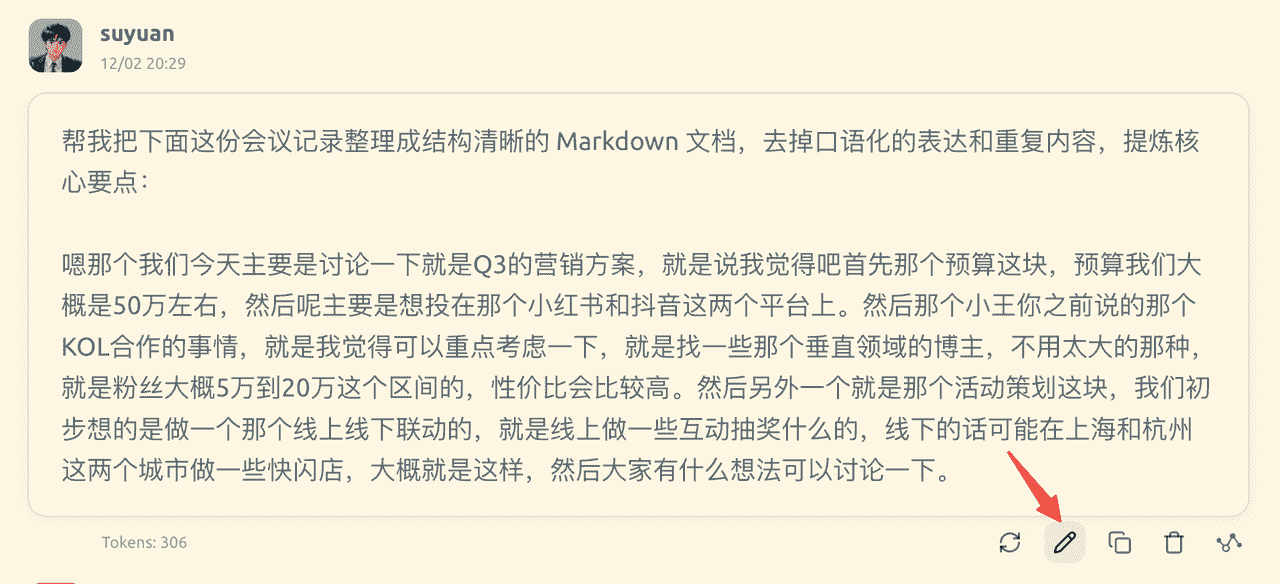 suyuan
12/02 20:29
帮我把下面这份会议记录整理成结构清晰的 Markdown 文档，去掉口语化的表达和重复内容，提炼核
心要点：
嗯那个我们今天主要是讨论一下就是Q3的营销方案，就是说我觉得吧首先那个预算这块，预算我们大
概是50万左右，然后呢主要是想投在那个小红书和抖音这两个平台上。然后那个小王你之前说的那个
KOL合作的事情，就是我觉得可以重点考虑一下，就是找一些那个垂直领域的博主，不用太大的那种，
就是粉丝大概5万到20万这个区间的，性价比会比较高。然后另外一个就是那个活动策划这块，我们初
步想的是做一个那个线上线下联动的，就是线上做一些互动抽奖什么的，线下的话可能在上海和杭州
这两个城市做一些快闪店，大概就是这样，然后大家有什么想法可以讨论一下。
Tokens: 306